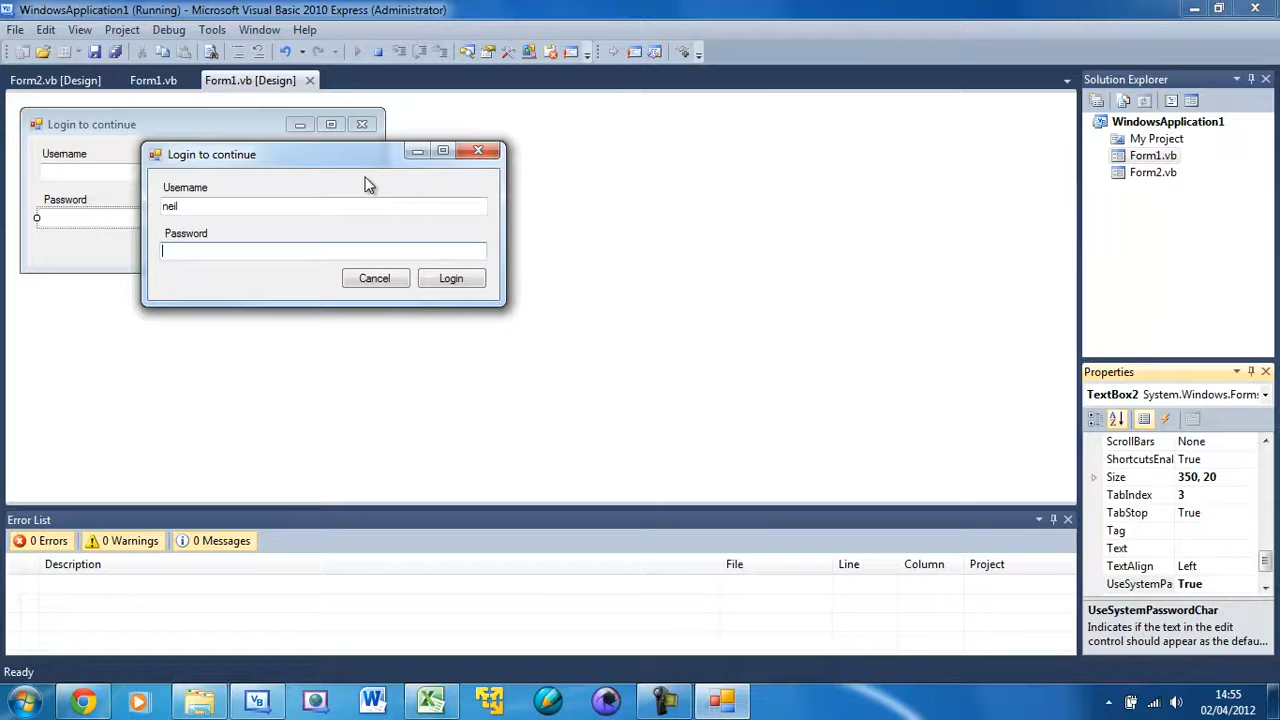 WindowsApplication1 (Running) - Microsoft Visual Basic 2010 Express (Administrator)
File Edit View Project Debug Tools Window Help
Form2.vb [Design] Form1.vb Form1.vb [Design]
Login to continue
Username
Password
Login to continue
Username
neil
Password
Cancel Login
Solution Explorer
WindowsApplication1
My Project
Form1.vb
Form2.vb
Properties
TextBox2 System.Windows.Forms
ScrollBars None
ShortcutsEnal True
Size 350, 20
TabIndex 3
TabStop True
Tag
Text
TextAlign Left
UseSystemPa True
UseSystemPasswordChar
Indicates if the text in the edit
control should appear as the defau...
Error List
0 Errors 0 Warnings 0 Messages
Description File Line Column Project
Ready
14:55
02/04/2012